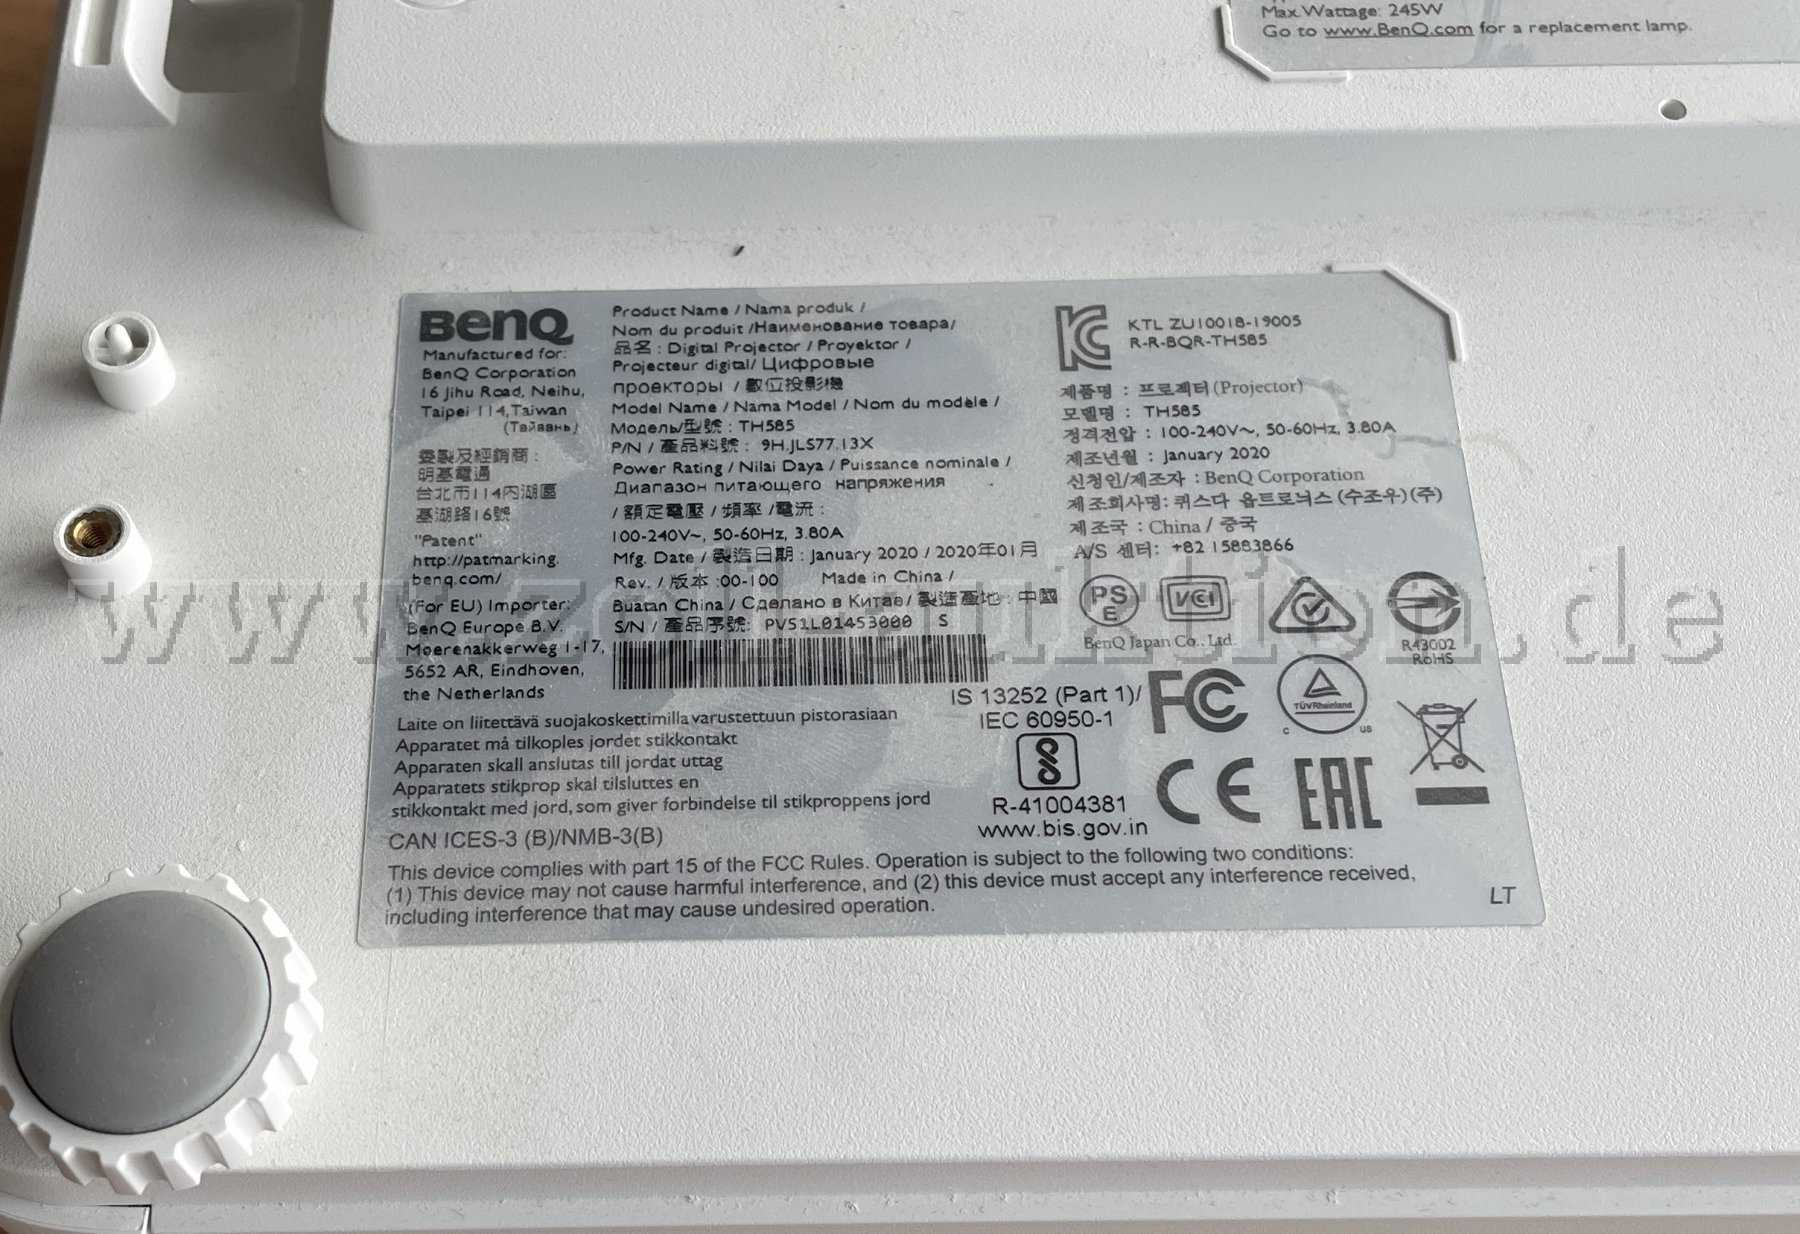 Max. Wattage: 245W
Go to www.BenQ.com for a replacement lamp.
BenQ
Manufactured for:
BenQ Corporation
16 Jihu Road, Neihu,
Taipei 114,Taiwan
(Тайвань)
委製及經銷商:
明基電通
台北市114內湖區
基湖路16號
"Patent"
http://patmarking.
benq.com/
(For EU) Importer:
BenQ Europe B.V.
Moerenakkerweg 1-17,
5652 AR, Eindhoven,
the Netherlands
Product Name / Nama produk /
Nom du produit /Наименование товара/
品名 : Digital Projector / Proyektor /
Projecteur digital/ Цифровые
проекторы / 數位投影機
Model Name / Nama Model / Nom du modèle /
Модель/型號 : TH585
P/N / 產品料號 : 9H.JLS77.13X
Power Rating / Nilai Daya / Puissance nominale /
Диапазон питающего напряжения
/ 額定電壓 / 頻率 /電流 :
100-240V~, 50-60Hz, 3.80A
Mfg. Date / 製造日期 : January 2020 / 2020年01月
Rev. / 版本 :00-100 Made in China /
Buatan China / Сделано в Китае/ 製造產地 : 中國
S/N / 產品序號: PV51L01453000 S
KTL ZU10018-19005
R-R-BQR-TH585
제품명 : 프로젝터(Projector)
모델명 : TH585
정격전압 : 100-240V~, 50-60Hz, 3.80A
제조년월 : January 2020
신청인/제조자 : BenQ Corporation
제조회사명: 퀴스다 옵트로닉스 (수조우)(주)
제조국 : China / 중국
A/S 센터: +82 15883866
PS
E
VCI
BenQ Japan Co., Ltd.
R43002
RoHS
www.zollauktion.de
Laite on liitettävä suojakoskettimilla varustettuun pistorasiaan
Apparatet må tilkoples jordet stikkontakt
Apparaten skall anslutas till jordat uttag
Apparatets stikprop skal tilsluttes en
stikkontakt med jord, som giver forbindelse til stikproppens jord
IS 13252 (Part 1)/
IEC 60950-1
R-41004381
www.bis.gov.in
FC
TÜVRheinland
c us
CE
EAC
CAN ICES-3 (B)/NMB-3(B)
This device complies with part 15 of the FCC Rules. Operation is subject to the following two conditions:
(1) This device may not cause harmful interference, and (2) this device must accept any interference received,
including interference that may cause undesired operation.
LT